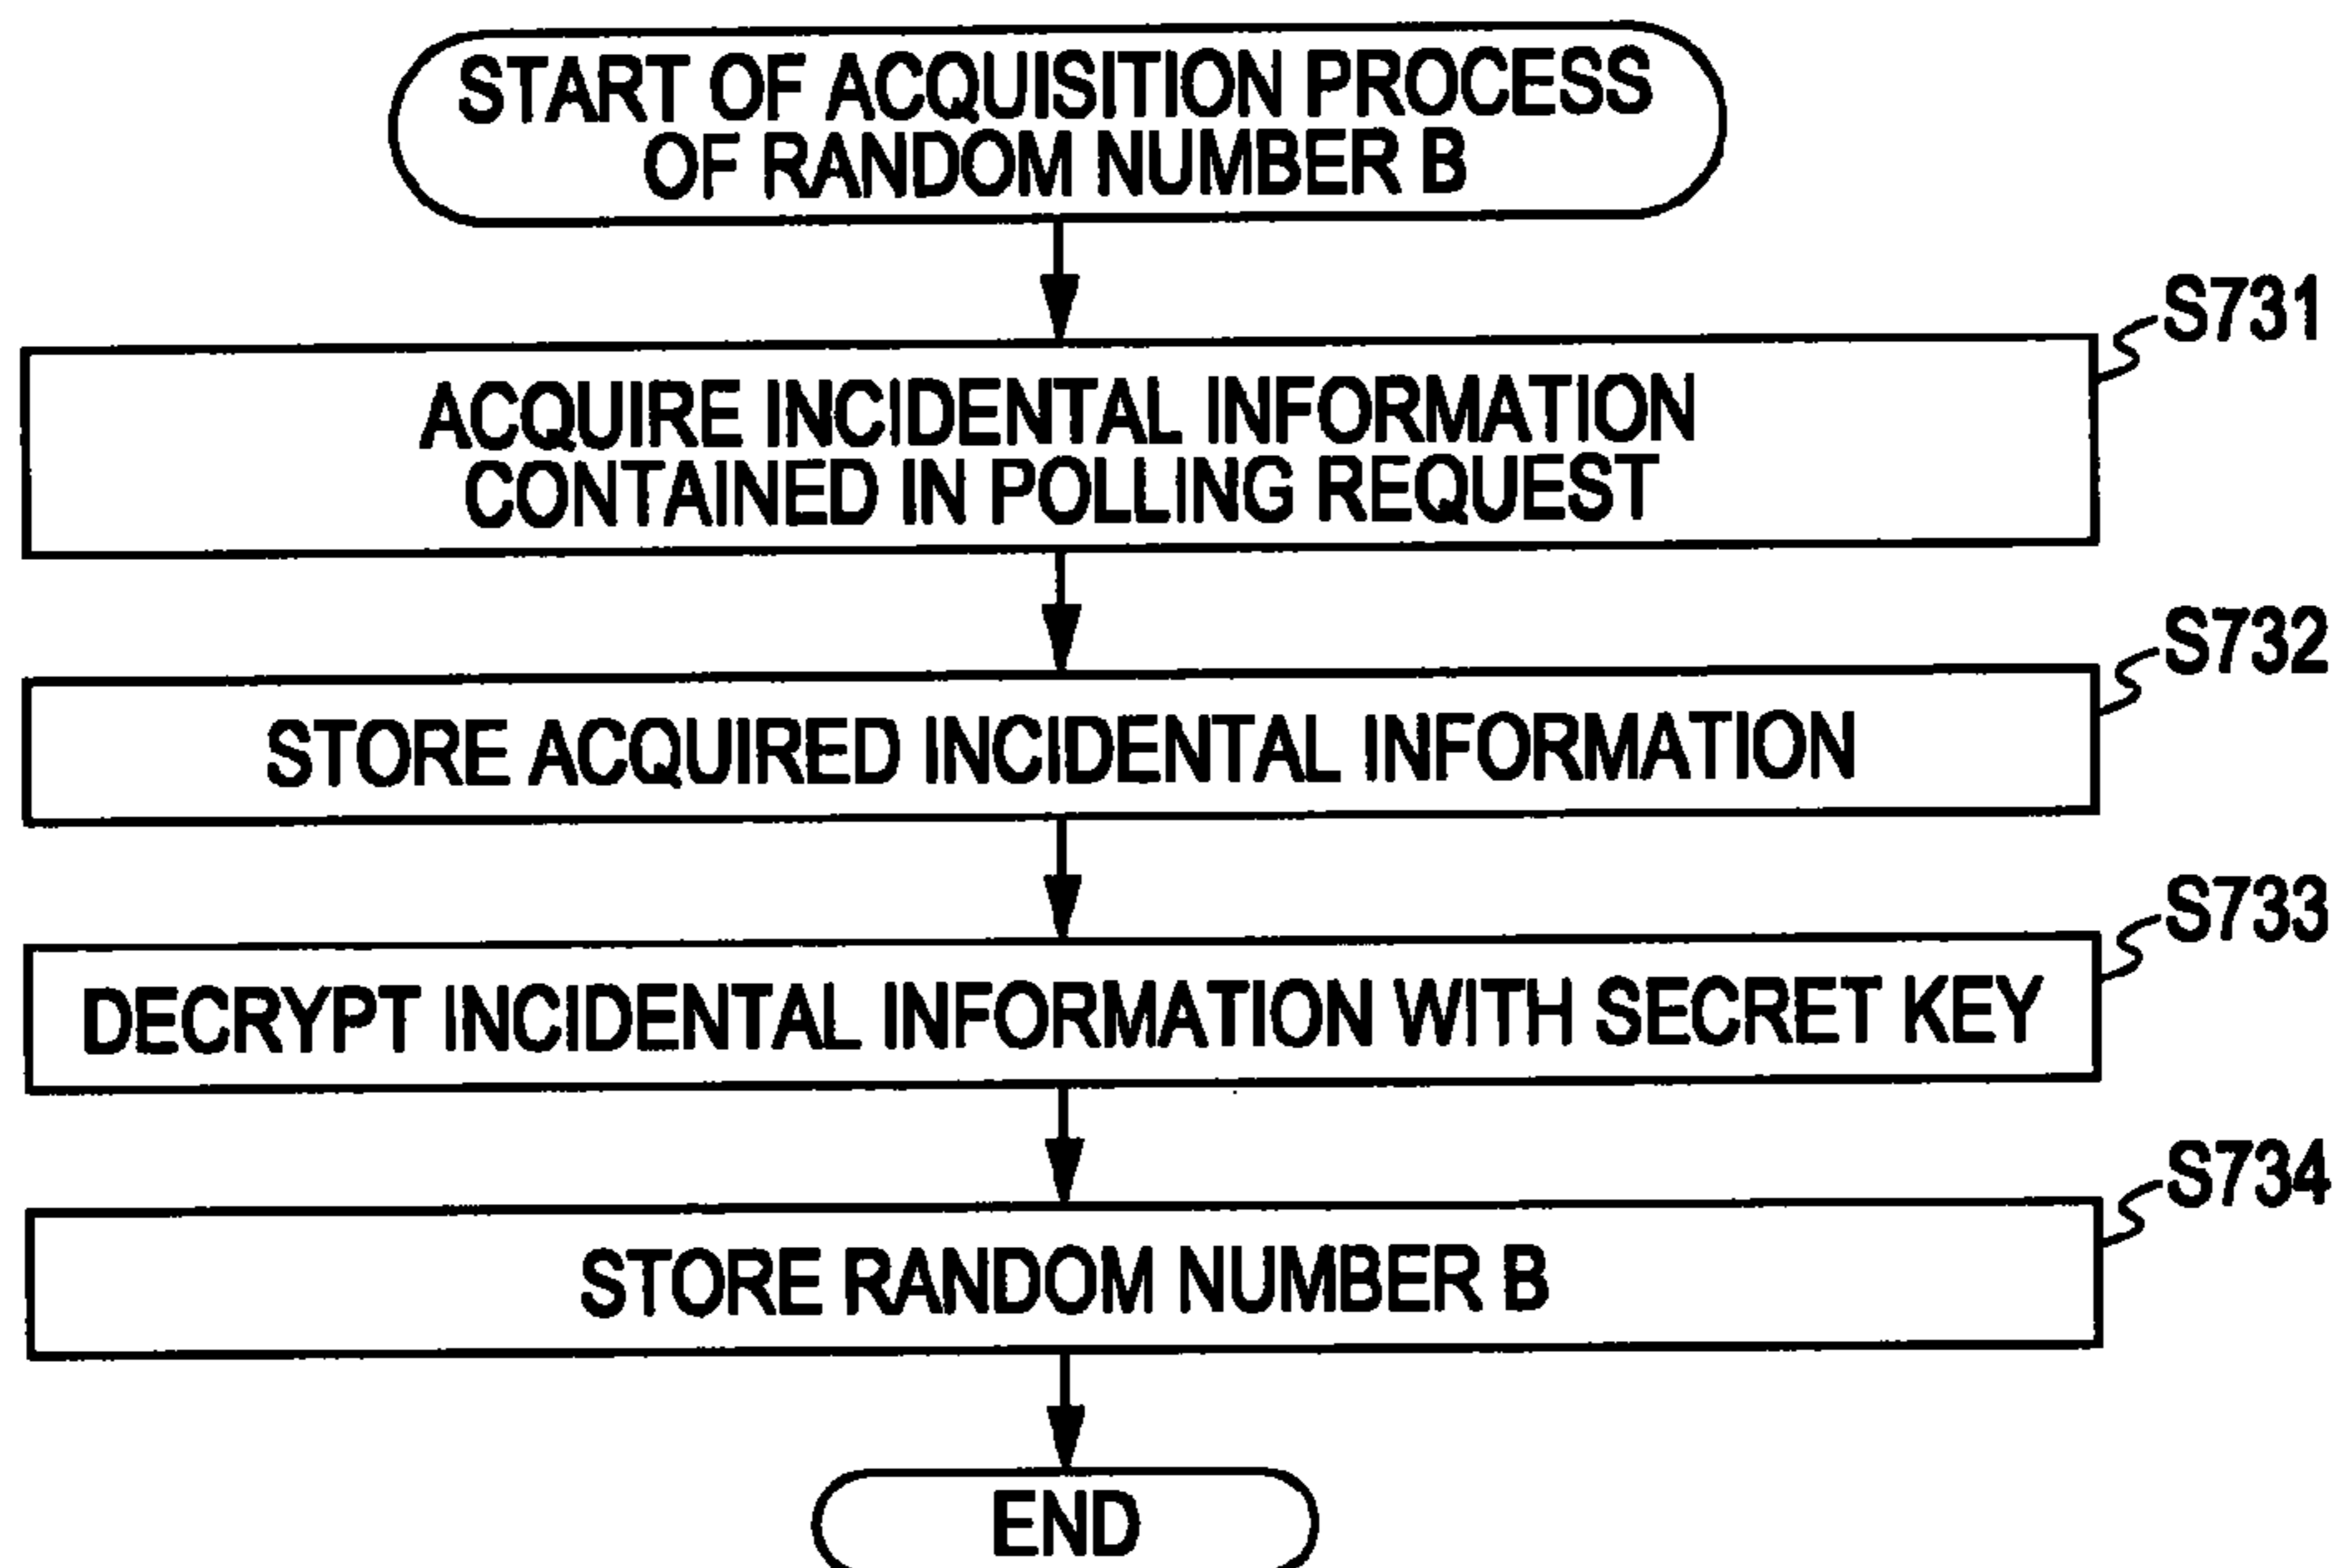 START OF ACQUISITION PROCESS
OF RANDOM NUMBER B
S731
ACQUIRE INCIDENTAL INFORMATION
CONTAINED IN POLLING REQUEST
S732
STORE ACQUIRED INCIDENTAL INFORMATION
S733
DECRYPT INCIDENTAL INFORMATION WITH SECRET KEY
S734
STORE RANDOM NUMBER B
END